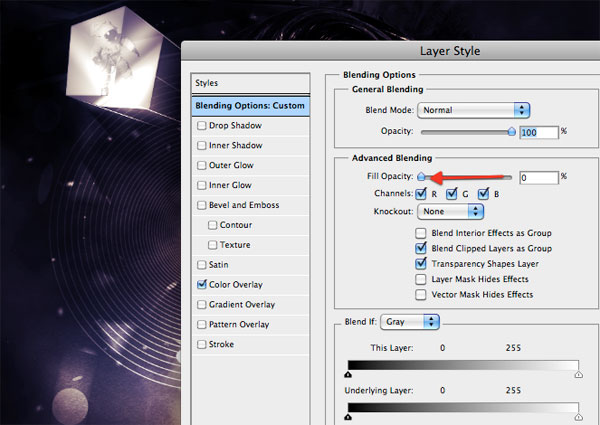 Layer Style
Styles
Blending Options: Custom
Drop Shadow
Inner Shadow
Outer Glow
Inner Glow
Bevel and Emboss
Contour
Texture
Satin
Color Overlay
Gradient Overlay
Pattern Overlay
Stroke
Blending Options
General Blending
Blend Mode: Normal
Opacity: 100 %
Advanced Blending
Fill Opacity: 0 %
Channels: R G B
Knockout: None
Blend Interior Effects as Group
Blend Clipped Layers as Group
Transparency Shapes Layer
Layer Mask Hides Effects
Vector Mask Hides Effects
Blend If: Gray
This Layer: 0 255
Underlying Layer: 0 255